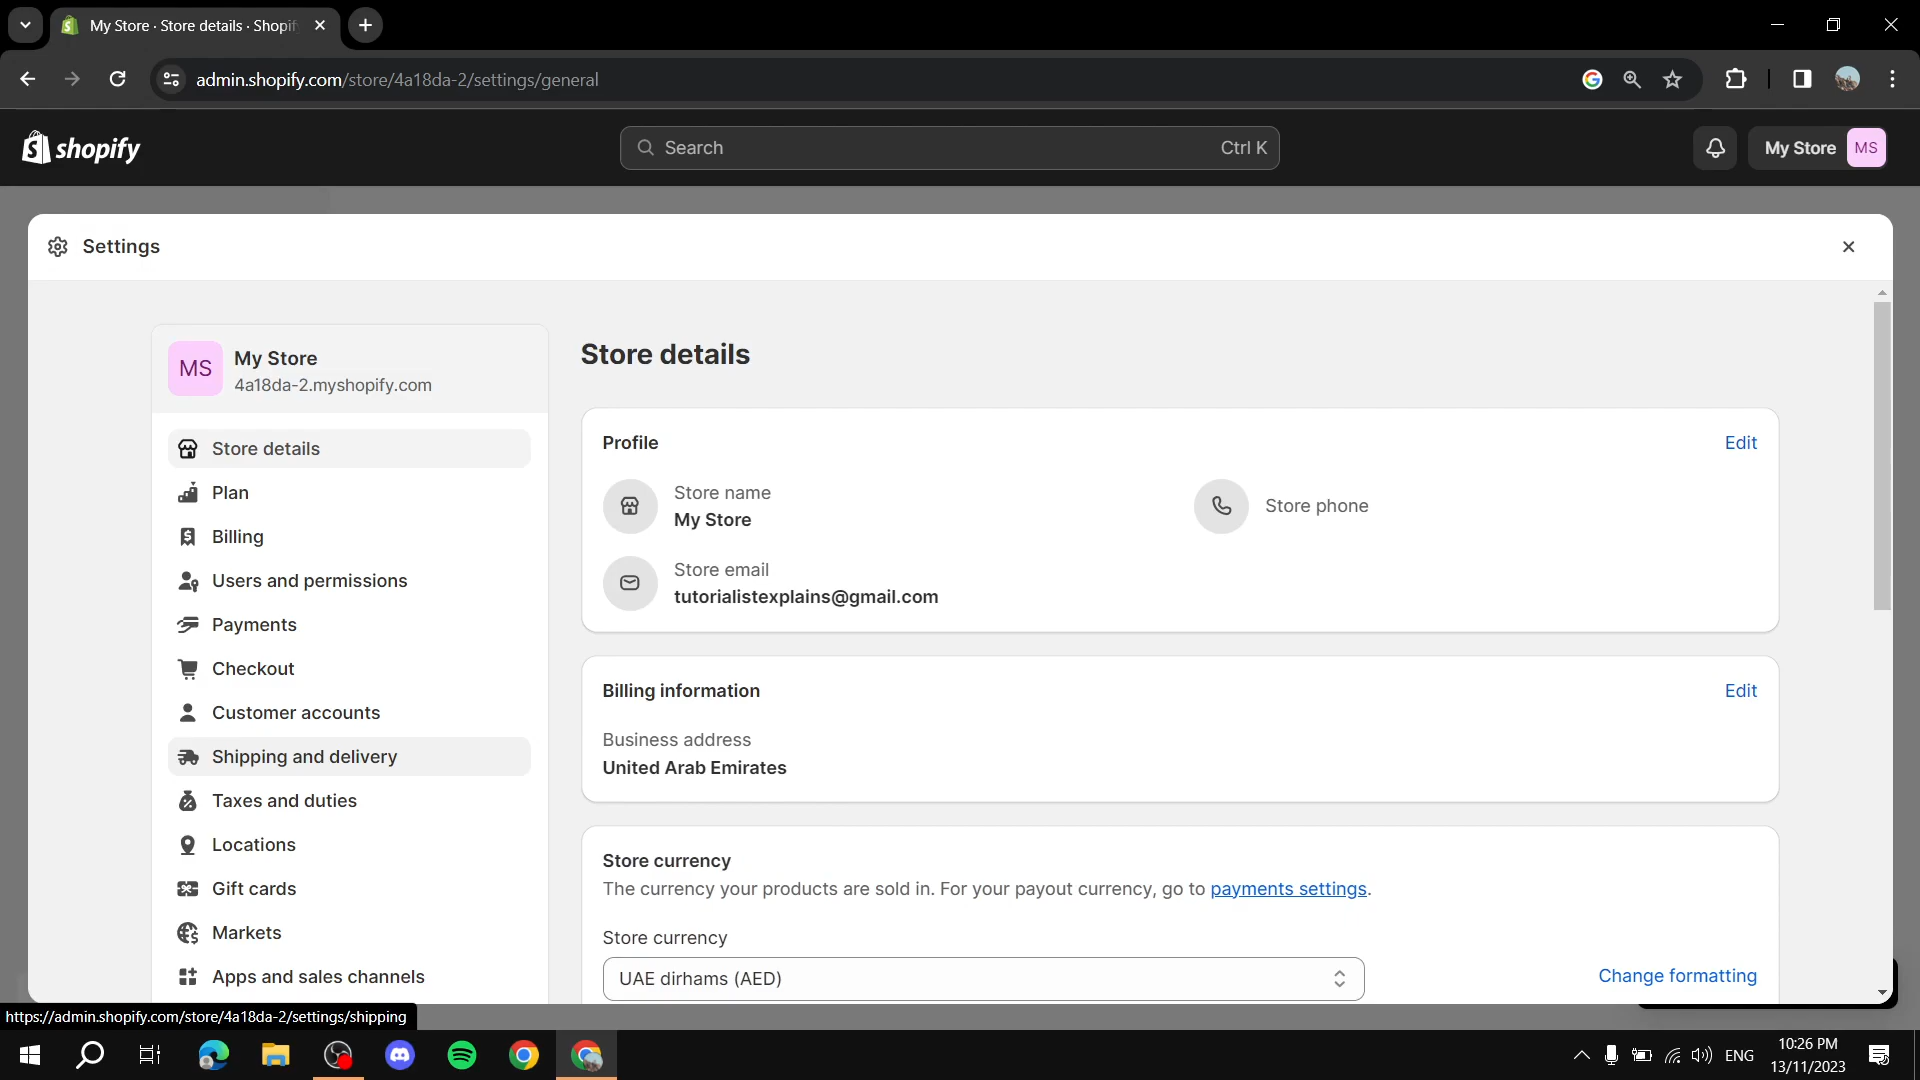 My Store · Store details · Shopif
admin.shopify.com/store/4a18da-2/settings/general
shopify
Search
Ctrl K
My Store
MS
Settings
MS
My Store
4a18da-2.myshopify.com
Store details
Plan
Billing
Users and permissions
Payments
Checkout
Customer accounts
Shipping and delivery
Taxes and duties
Locations
Gift cards
Markets
Apps and sales channels
Store details
Profile
Edit
Store name
My Store
Store phone
Store email
tutorialistexplains@gmail.com
Billing information
Edit
Business address
United Arab Emirates
Store currency
The currency your products are sold in. For your payout currency, go to payments settings.
Store currency
UAE dirhams (AED)
Change formatting
https://admin.shopify.com/store/4a18da-2/settings/shipping
ENG
10:26 PM
13/11/2023